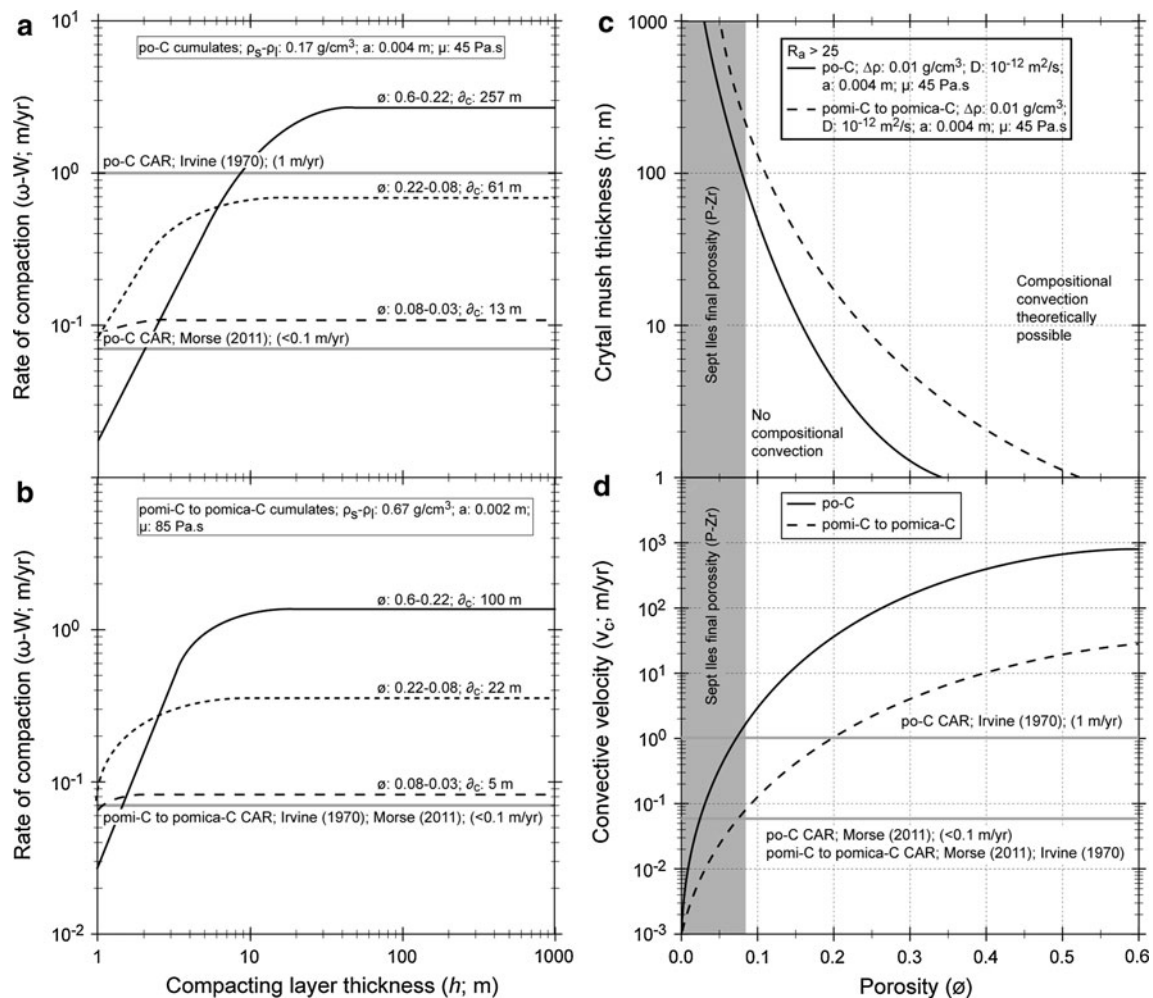 a
10¹
10⁰
10⁻¹
Rate of compaction (ω-W; m/yr)
po-C cumulates; ρₛ-ρₗ: 0.17 g/cm³; a: 0.004 m; μ: 45 Pa.s
ø: 0.6-0.22; ∂c: 257 m
po-C CAR; Irvine (1970); (1 m/yr)
ø: 0.22-0.08; ∂c: 61 m
ø: 0.08-0.03; ∂c: 13 m
po-C CAR; Morse (2011); (<0.1 m/yr)
b
10⁰
10⁻¹
10⁻²
Rate of compaction (ω-W; m/yr)
pomi-C to pomica-C cumulates; ρₛ-ρₗ: 0.67 g/cm³; a: 0.002 m;
μ: 85 Pa.s
ø: 0.6-0.22; ∂c: 100 m
ø: 0.22-0.08; ∂c: 22 m
ø: 0.08-0.03; ∂c: 5 m
pomi-C to pomica-C CAR; Irvine (1970); Morse (2011); (<0.1 m/yr)
1 10 100 1000
Compacting layer thickness (h; m)
c
1000
100
10
1
Crytal mush thickness (h; m)
Sept Iles final porossity (P-Zr)
Rₐ > 25
po-C; Δρ: 0.01 g/cm³; D: 10⁻¹² m²/s;
a: 0.004 m; μ: 45 Pa.s
pomi-C to pomica-C; Δρ: 0.01 g/cm³;
D: 10⁻¹² m²/s; a: 0.004 m; μ: 45 Pa.s
Compositional
convection
theoretically
possible
No
compositional
convection
d
10³
10²
10¹
10⁰
10⁻¹
10⁻²
10⁻³
Convective velocity (v꜀; m/yr)
Sept Iles final porossity (P-Zr)
po-C
pomi-C to pomica-C
po-C CAR; Irvine (1970); (1 m/yr)
po-C CAR; Morse (2011); (<0.1 m/yr)
pomi-C to pomica-C CAR; Morse (2011); Irvine (1970)
0.0 0.1 0.2 0.3 0.4 0.5 0.6
Porosity (ø)